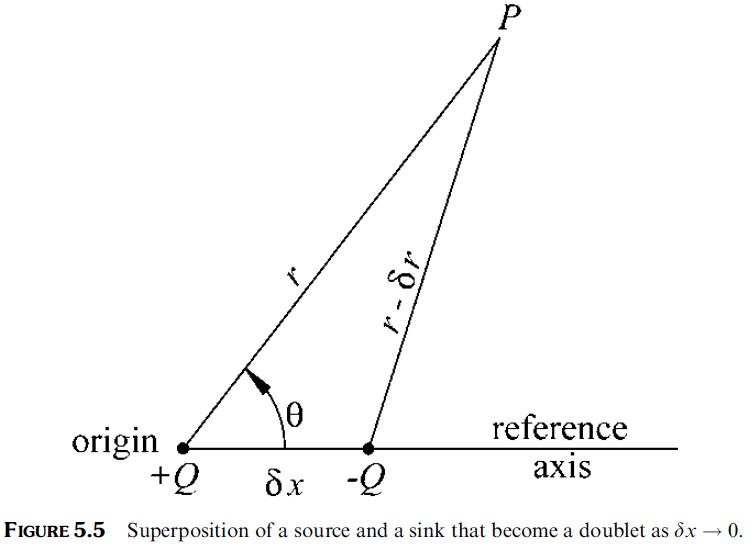 P
r
r - δr
θ
origin
reference
+Q
δx
-Q
axis
FIGURE 5.5 Superposition of a source and a sink that become a doublet as δx → 0.